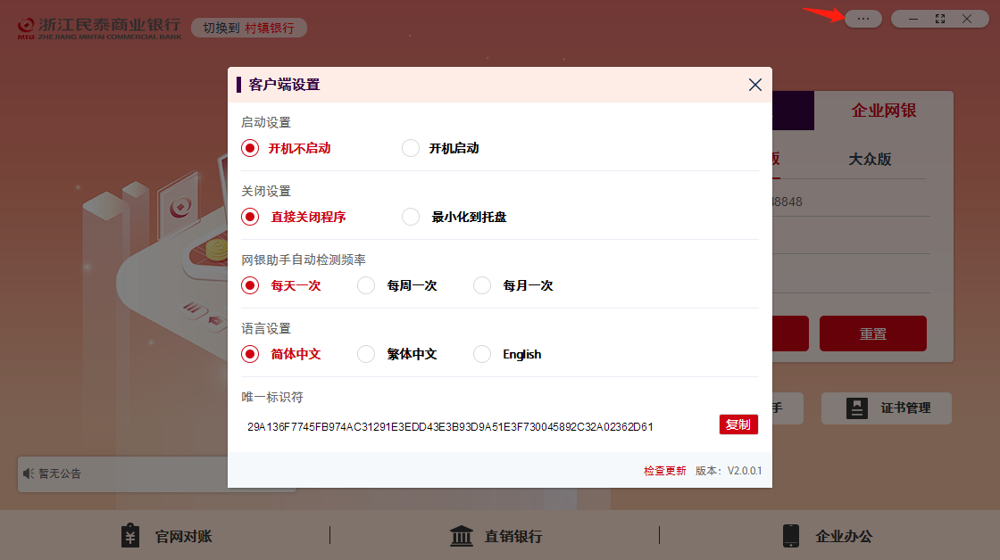 浙江民泰商业银行
MTB ZHEJIANG MINTAI COMMERCIAL BANK
切换到 村镇银行
客户端设置
启动设置
开机不启动 开机启动
关闭设置
直接关闭程序 最小化到托盘
网银助手自动检测频率
每天一次 每周一次 每月一次
语言设置
简体中文 繁体中文 English
唯一标识符
29A136F7745FB974AC31291E3EDD43E3B93D9A51E3F730045892C32A02362D61
复制
检查更新 版本: V2.0.0.1
企业网银
版 大众版
8848
重置
手 证书管理
暂无公告
官网对账 直销银行 企业办公